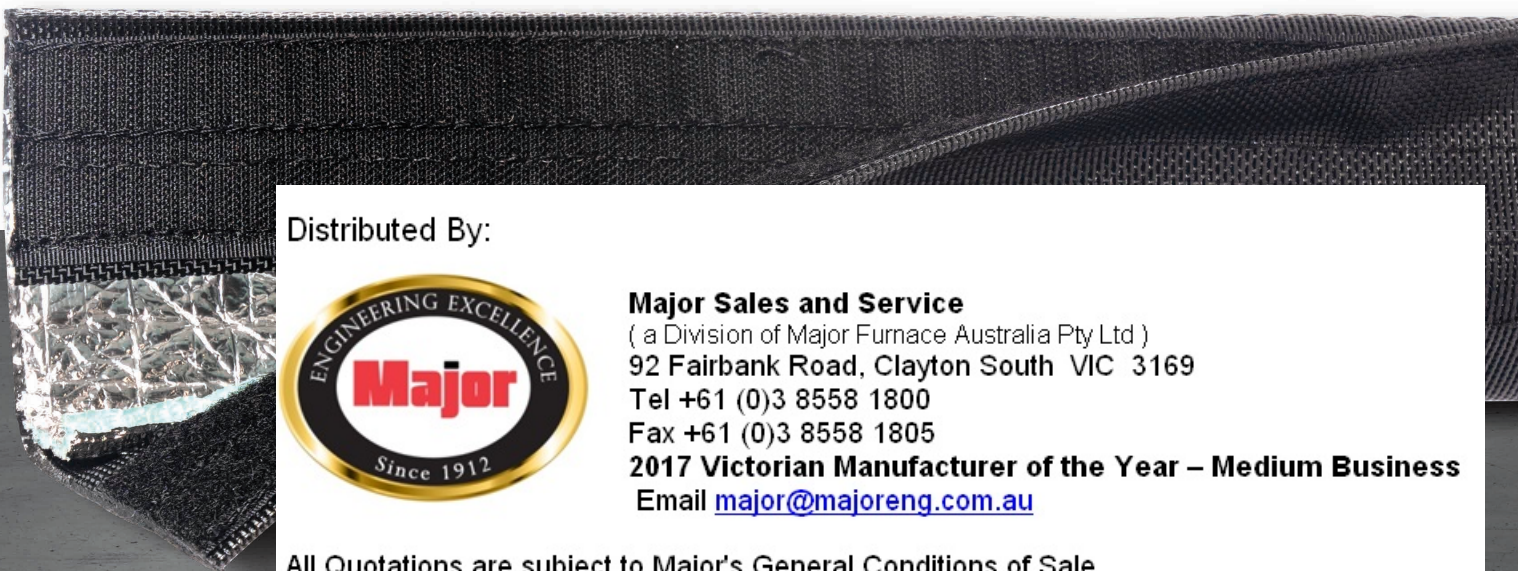 Distributed By:
ENGINEERING EXCELLENCE
Major
Since 1912
Major Sales and Service
( a Division of Major Furnace Australia Pty Ltd )
92 Fairbank Road, Clayton South VIC 3169
Tel +61 (0)3 8558 1800
Fax +61 (0)3 8558 1805
2017 Victorian Manufacturer of the Year – Medium Business
Email major@majoreng.com.au
All Quotations are subject to Major's General Conditions of Sale